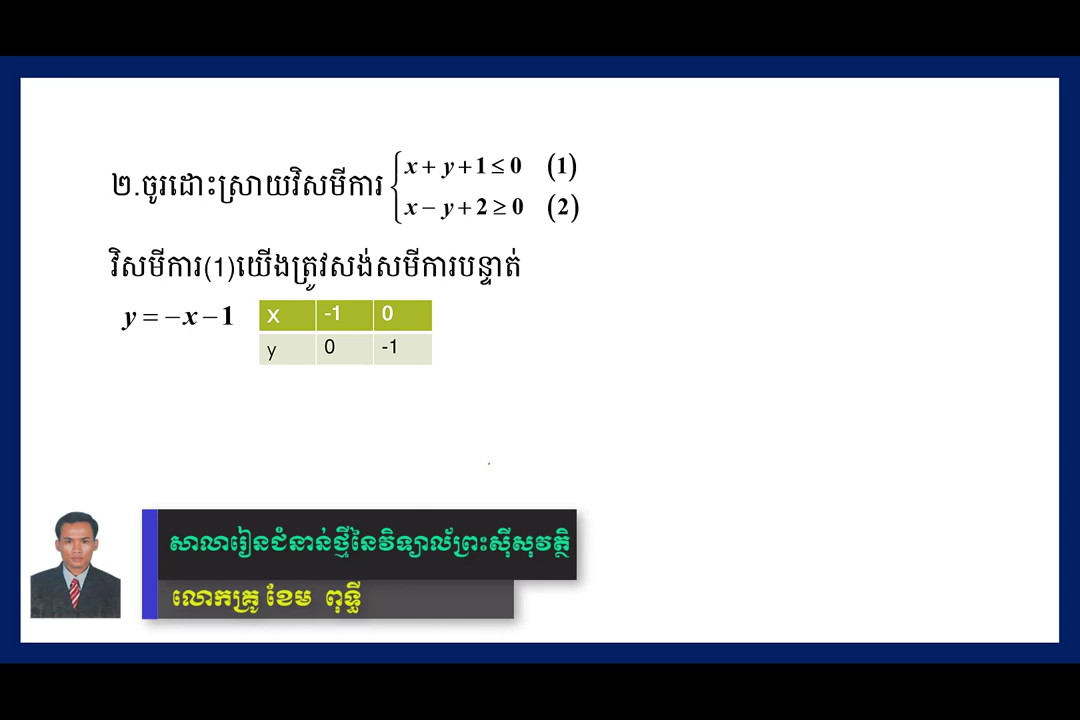 ២.ចូរដោះស្រាយវិសមីការ { x + y + 1 ≤ 0 (1)
x − y + 2 ≥ 0 (2)
វិសមីការ(1)យើងត្រូវសង់សមីការបន្ទាត់
y = − x − 1
x -1 0
y 0 -1
សាលារៀនជំនាន់ថ្មីនៃវិទ្យាល័ព្រះស៊ីសុវត្ថិ
លោកគ្រូ ខែម ពុទ្ធី